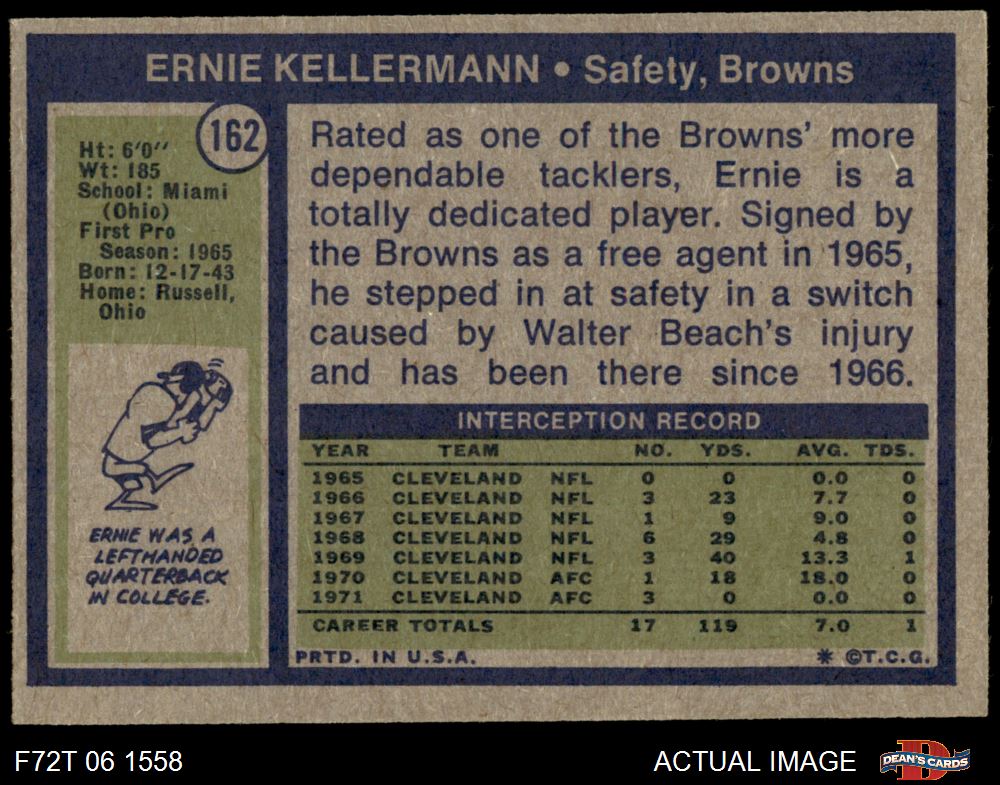 ERNIE KELLERMANN • Safety, Browns
162
Ht: 6'0''
Wt: 185
School: Miami
(Ohio)
First Pro
Season: 1965
Born: 12-17-43
Home: Russell,
Ohio
ERNIE WAS A
LEFTHANDED
QUARTERBACK
IN COLLEGE.
Rated as one of the Browns' more
dependable tacklers, Ernie is a
totally dedicated player. Signed by
the Browns as a free agent in 1965,
he stepped in at safety in a switch
caused by Walter Beach's injury
and has been there since 1966.
INTERCEPTION RECORD
YEAR TEAM NO. YDS. AVG. TDS.
1965 CLEVELAND NFL 0 0 0.0 0
1966 CLEVELAND NFL 3 23 7.7 0
1967 CLEVELAND NFL 1 9 9.0 0
1968 CLEVELAND NFL 6 29 4.8 0
1969 CLEVELAND NFL 3 40 13.3 1
1970 CLEVELAND AFC 1 18 18.0 0
1971 CLEVELAND AFC 3 0 0.0 0
CAREER TOTALS 17 119 7.0 1
PRTD. IN U.S.A. * ©T.C.G.
F72T 06 1558 ACTUAL IMAGE
D
DEAN'S CARDS